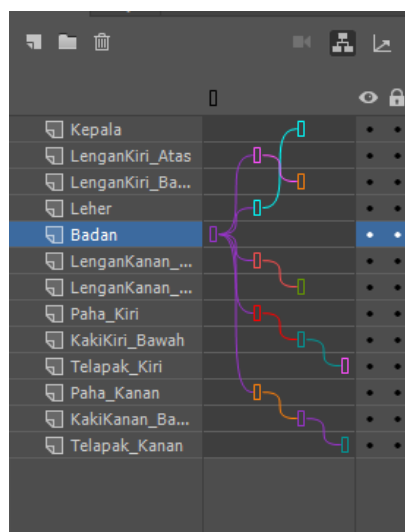 Kepala
LenganKiri_Atas
LenganKiri_Ba...
Leher
Badan
LenganKanan_...
LenganKanan_...
Paha_Kiri
KakiKiri_Bawah
Telapak_Kiri
Paha_Kanan
KakiKanan_Ba...
Telapak_Kanan